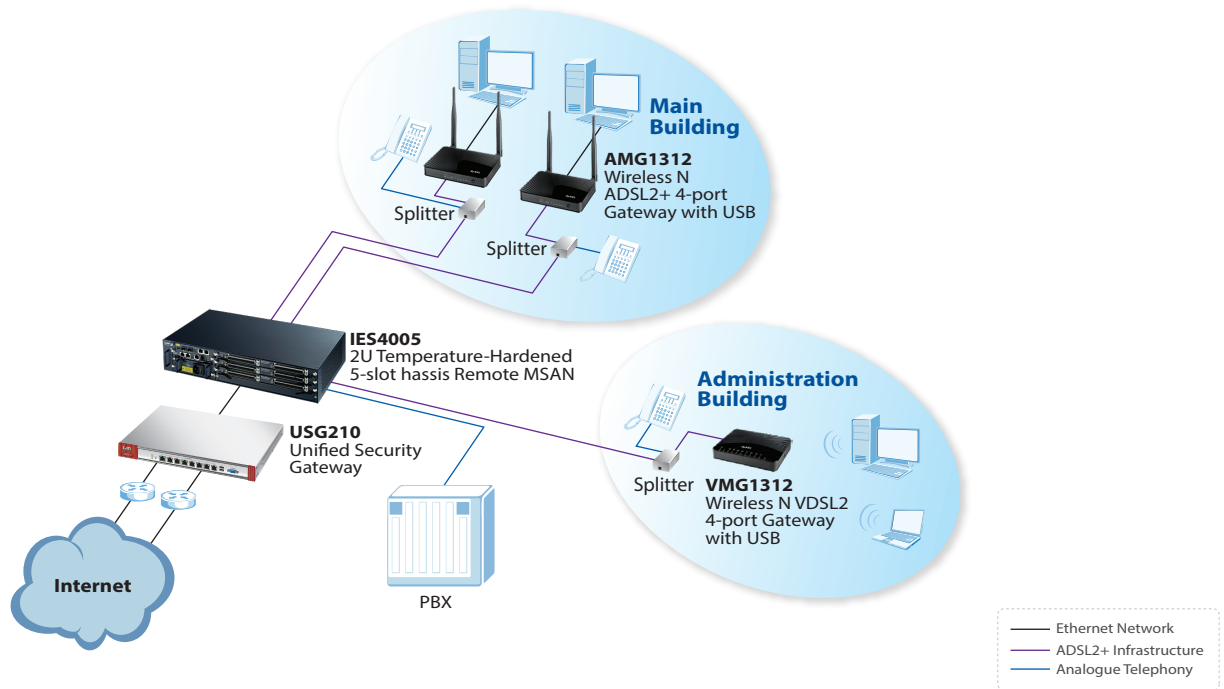 Main
Building
AMG1312
Wireless N
ADSL2+ 4-port
Gateway with USB
Splitter
Splitter
IES4005
2U Temperature-Hardened
5-slot hassis Remote MSAN
Administration
Building
USG210
Unified Security
Gateway
Splitter
VMG1312
Wireless N VDSL2
4-port Gateway
with USB
Internet
PBX
Ethernet Network
ADSL2+ Infrastructure
Analogue Telephony